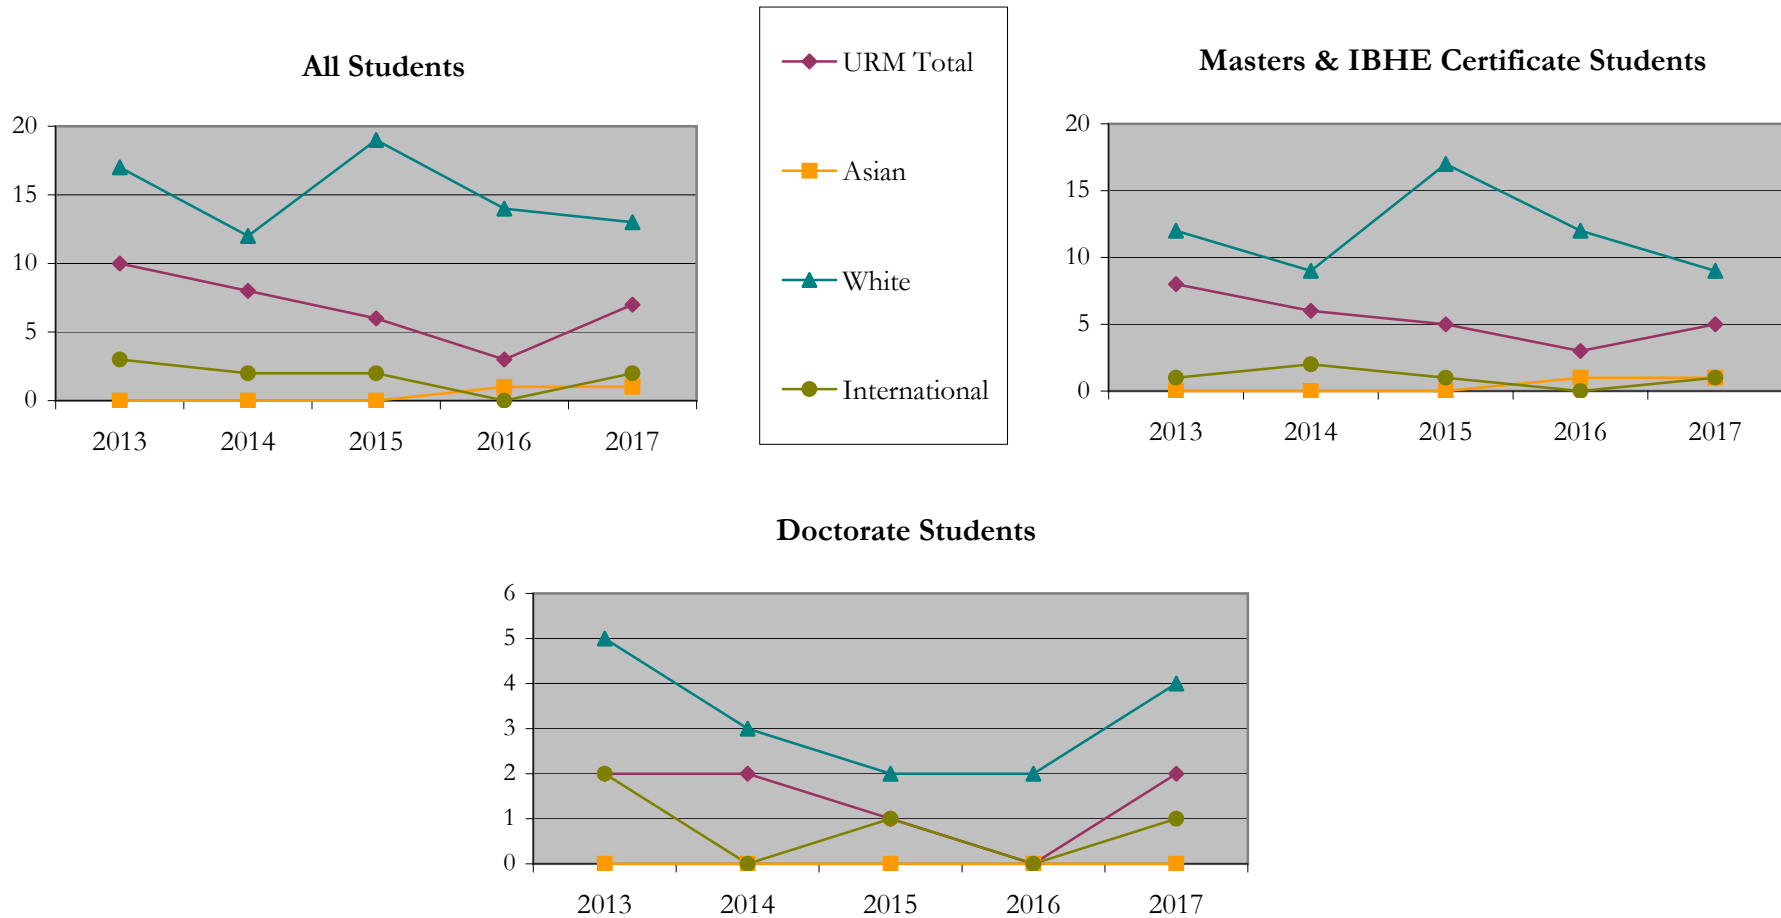 All Students
20
15
10
5
0
2013 2014 2015 2016 2017
URM Total
Asian
White
International
Masters & IBHE Certificate Students
20
15
10
5
0
2013 2014 2015 2016 2017
Doctorate Students
6
5
4
3
2
1
0
2013 2014 2015 2016 2017